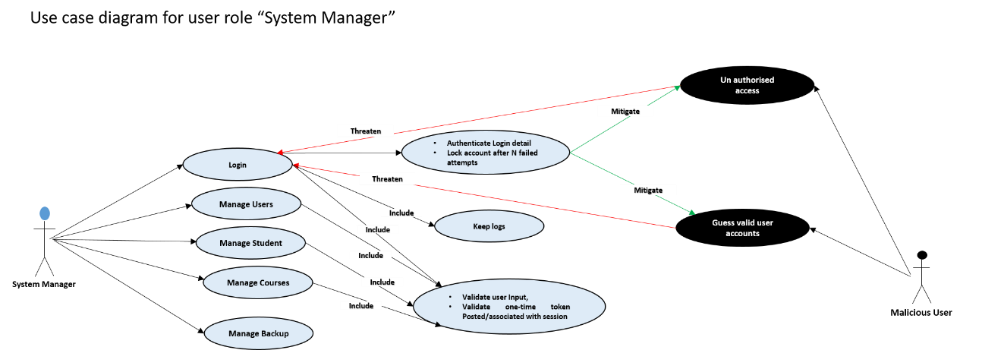 Use case diagram for user role “System Manager”
Un authorised
access
Mitigate
Threaten
• Authenticate Login detail
• Lock account after N failed
attempts
Login
Threaten
Mitigate
Manage Users
Include
Keep logs
Guess valid user
accounts
Include
Manage Student
Include
System Manager
Manage Courses
Include
• Validate user Input,
• Validate one-time token
Posted/associated with session
Include
Malicious User
Manage Backup